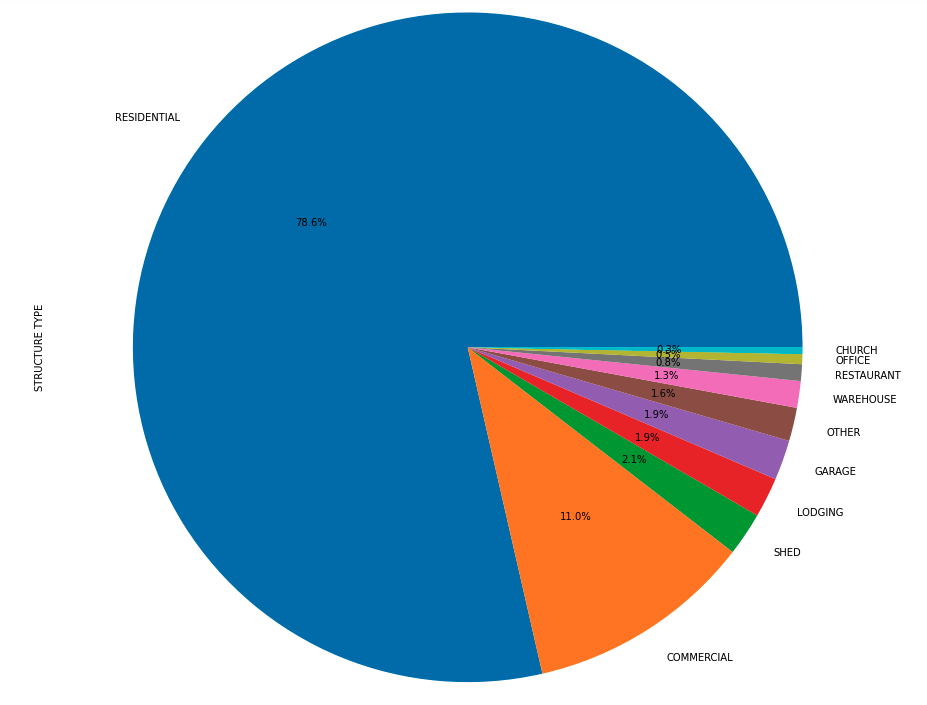 RESIDENTIAL
78.6%
STRUCTURE TYPE
0.3%
CHURCH
0.5%
OFFICE
0.8%
RESTAURANT
1.3%
WAREHOUSE
1.6%
OTHER
1.9%
GARAGE
1.9%
LODGING
2.1%
SHED
11.0%
COMMERCIAL